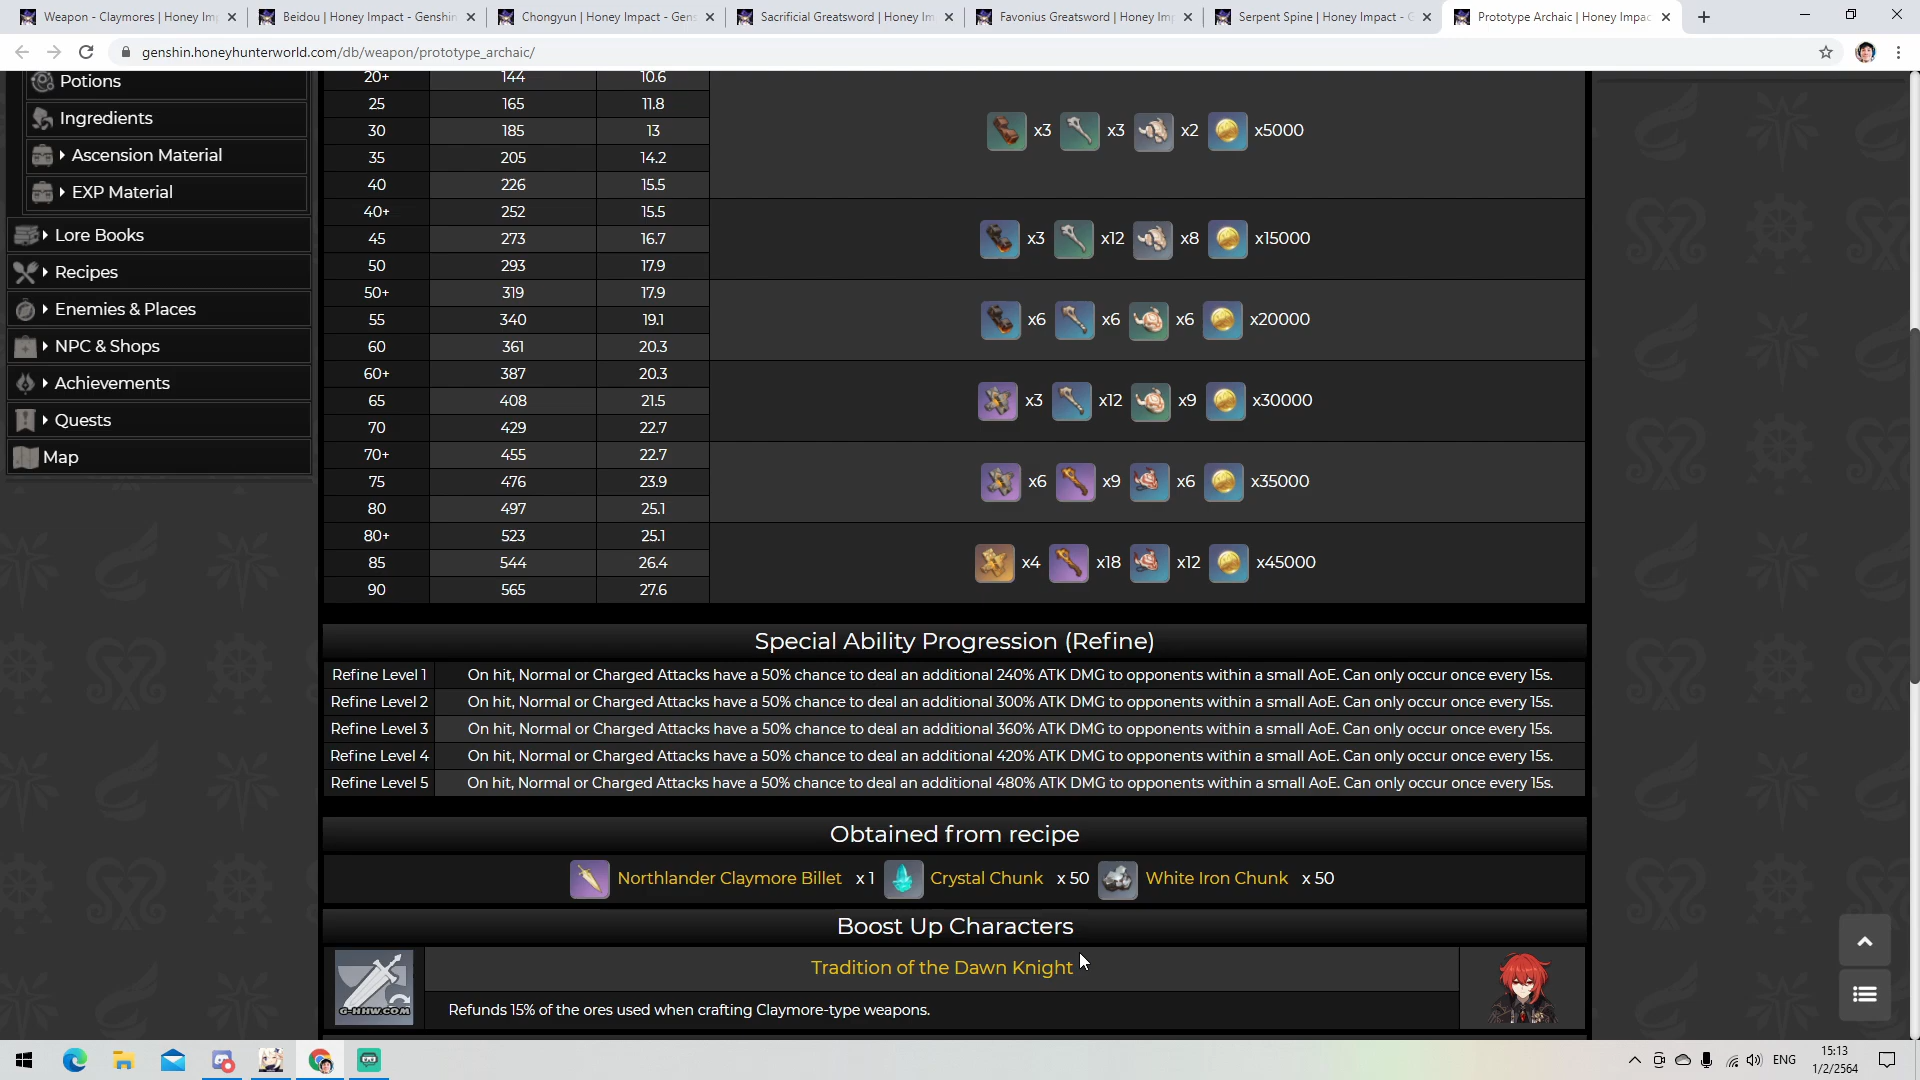 Weapon - Claymores | Honey Im
Beidou | Honey Impact - Genshin
Chongyun | Honey Impact - Gens
Sacrificial Greatsword | Honey Im
Favonius Greatsword | Honey Im
Serpent Spine | Honey Impact - G
Prototype Archaic | Honey Impac
genshin.honeyhunterworld.com/db/weapon/prototype_archaic/
Potions
Ingredients
Ascension Material
EXP Material
Lore Books
Recipes
Enemies & Places
NPC & Shops
Achievements
Quests
Map
20+ 144 10.6
25 165 11.8
30 185 13
x3 x3 x2 x5000
35 205 14.2
40 226 15.5
40+ 252 15.5
45 273 16.7
x3 x12 x8 x15000
50 293 17.9
50+ 319 17.9
55 340 19.1
x6 x6 x6 x20000
60 361 20.3
60+ 387 20.3
65 408 21.5
x3 x12 x9 x30000
70 429 22.7
70+ 455 22.7
75 476 23.9
x6 x9 x6 x35000
80 497 25.1
80+ 523 25.1
85 544 26.4
x4 x18 x12 x45000
90 565 27.6
Special Ability Progression (Refine)
Refine Level 1 On hit, Normal or Charged Attacks have a 50% chance to deal an additional 240% ATK DMG to opponents within a small AoE. Can only occur once every 15s.
Refine Level 2 On hit, Normal or Charged Attacks have a 50% chance to deal an additional 300% ATK DMG to opponents within a small AoE. Can only occur once every 15s.
Refine Level 3 On hit, Normal or Charged Attacks have a 50% chance to deal an additional 360% ATK DMG to opponents within a small AoE. Can only occur once every 15s.
Refine Level 4 On hit, Normal or Charged Attacks have a 50% chance to deal an additional 420% ATK DMG to opponents within a small AoE. Can only occur once every 15s.
Refine Level 5 On hit, Normal or Charged Attacks have a 50% chance to deal an additional 480% ATK DMG to opponents within a small AoE. Can only occur once every 15s.
Obtained from recipe
Northlander Claymore Billet x 1 Crystal Chunk x 50 White Iron Chunk x 50
Boost Up Characters
Tradition of the Dawn Knight
G-HHW.COM
Refunds 15% of the ores used when crafting Claymore-type weapons.
ENG
15:13
1/2/2564